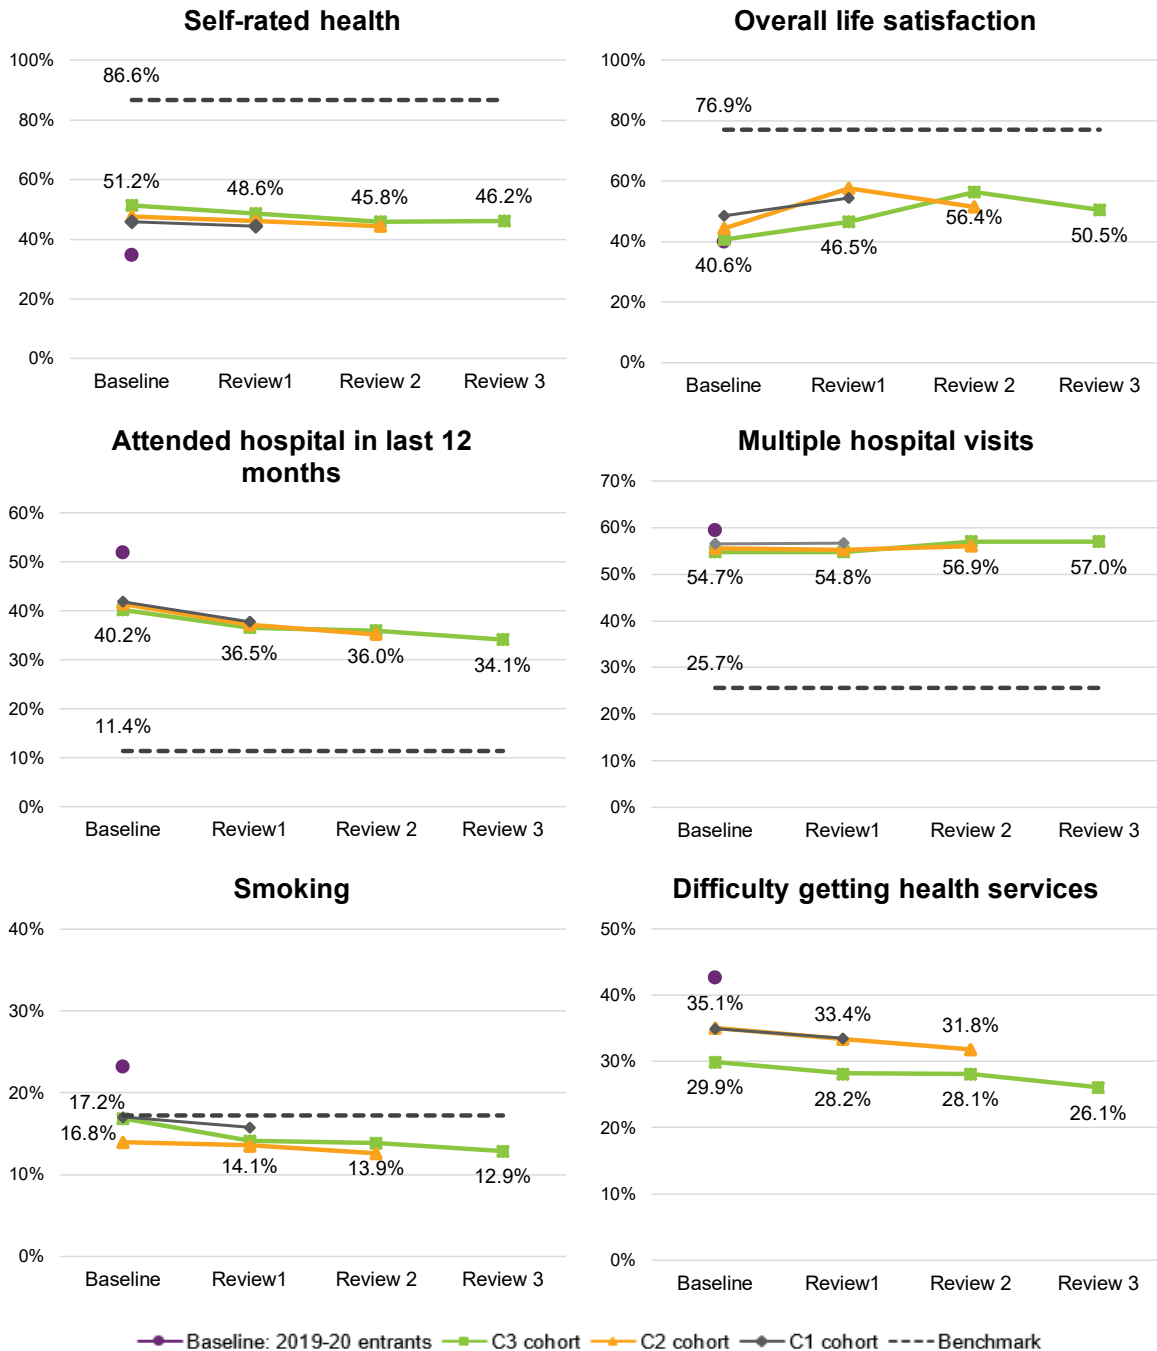 Self-rated health
100%
86.6%
80%
60%
51.2%
48.6%
45.8%
46.2%
40%
20%
0%
Baseline
Review1
Review 2
Review 3
Overall life satisfaction
100%
76.9%
80%
60%
56.4%
50.5%
46.5%
40%
40.6%
20%
0%
Baseline
Review1
Review 2
Review 3
Attended hospital in last 12
months
60%
50%
40%
40.2%
36.5%
36.0%
34.1%
30%
20%
11.4%
10%
0%
Baseline
Review1
Review 2
Review 3
Multiple hospital visits
70%
60%
54.7%
54.8%
56.9%
57.0%
50%
40%
30%
25.7%
20%
10%
0%
Baseline
Review1
Review 2
Review 3
Smoking
40%
30%
20%
17.2%
16.8%
14.1%
13.9%
12.9%
10%
0%
Baseline
Review1
Review 2
Review 3
Difficulty getting health services
50%
40%
35.1%
33.4%
31.8%
30%
29.9%
28.2%
28.1%
26.1%
20%
10%
0%
Baseline
Review1
Review 2
Review 3
Baseline: 2019-20 entrants
C3 cohort
C2 cohort
C1 cohort
Benchmark